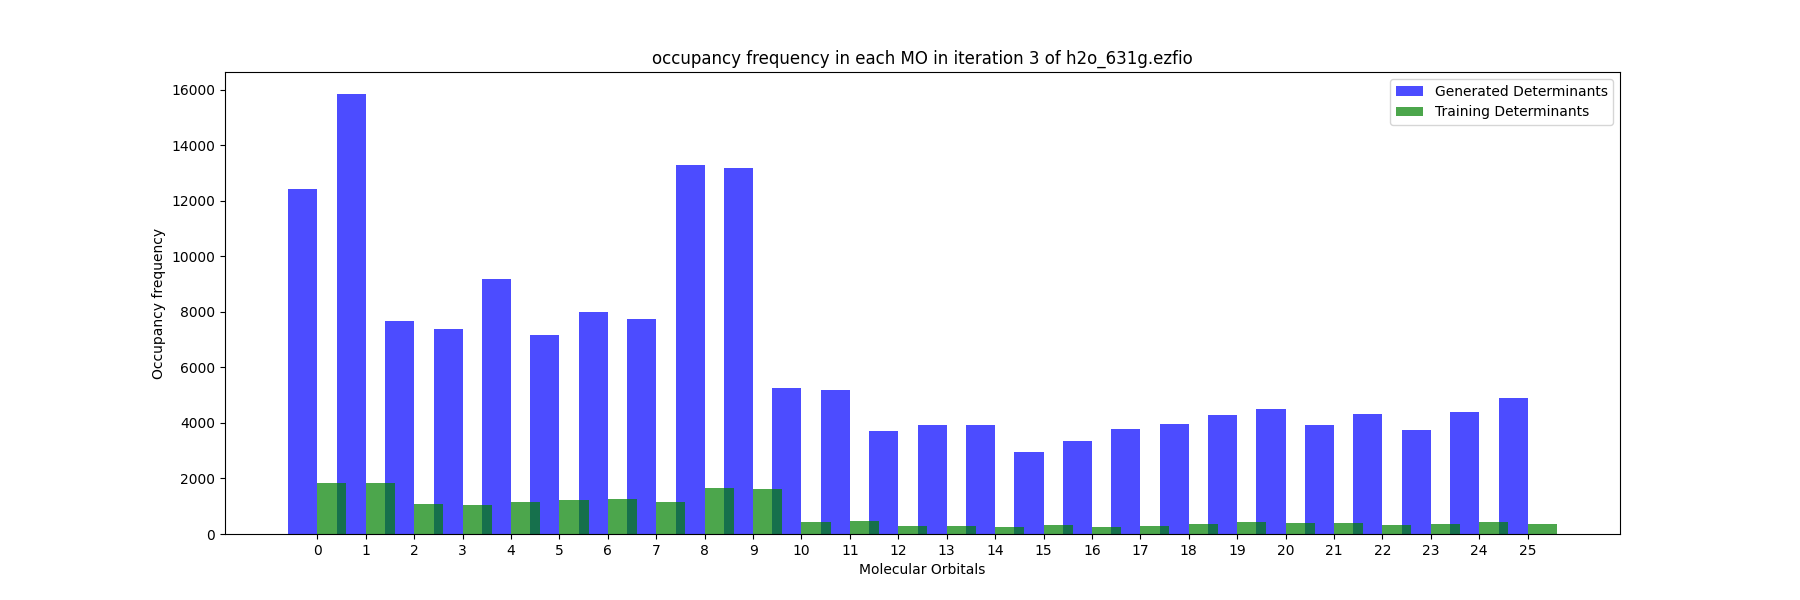 occupancy frequency in each MO in iteration 3 of h2o_631g.ezfio
Generated Determinants
Training Determinants
16000
14000
12000
10000
8000
6000
4000
2000
0
Occupancy frequency
0 1 2 3 4 5 6 7 8 9 10 11 12 13 14 15 16 17 18 19 20 21 22 23 24 25
Molecular Orbitals